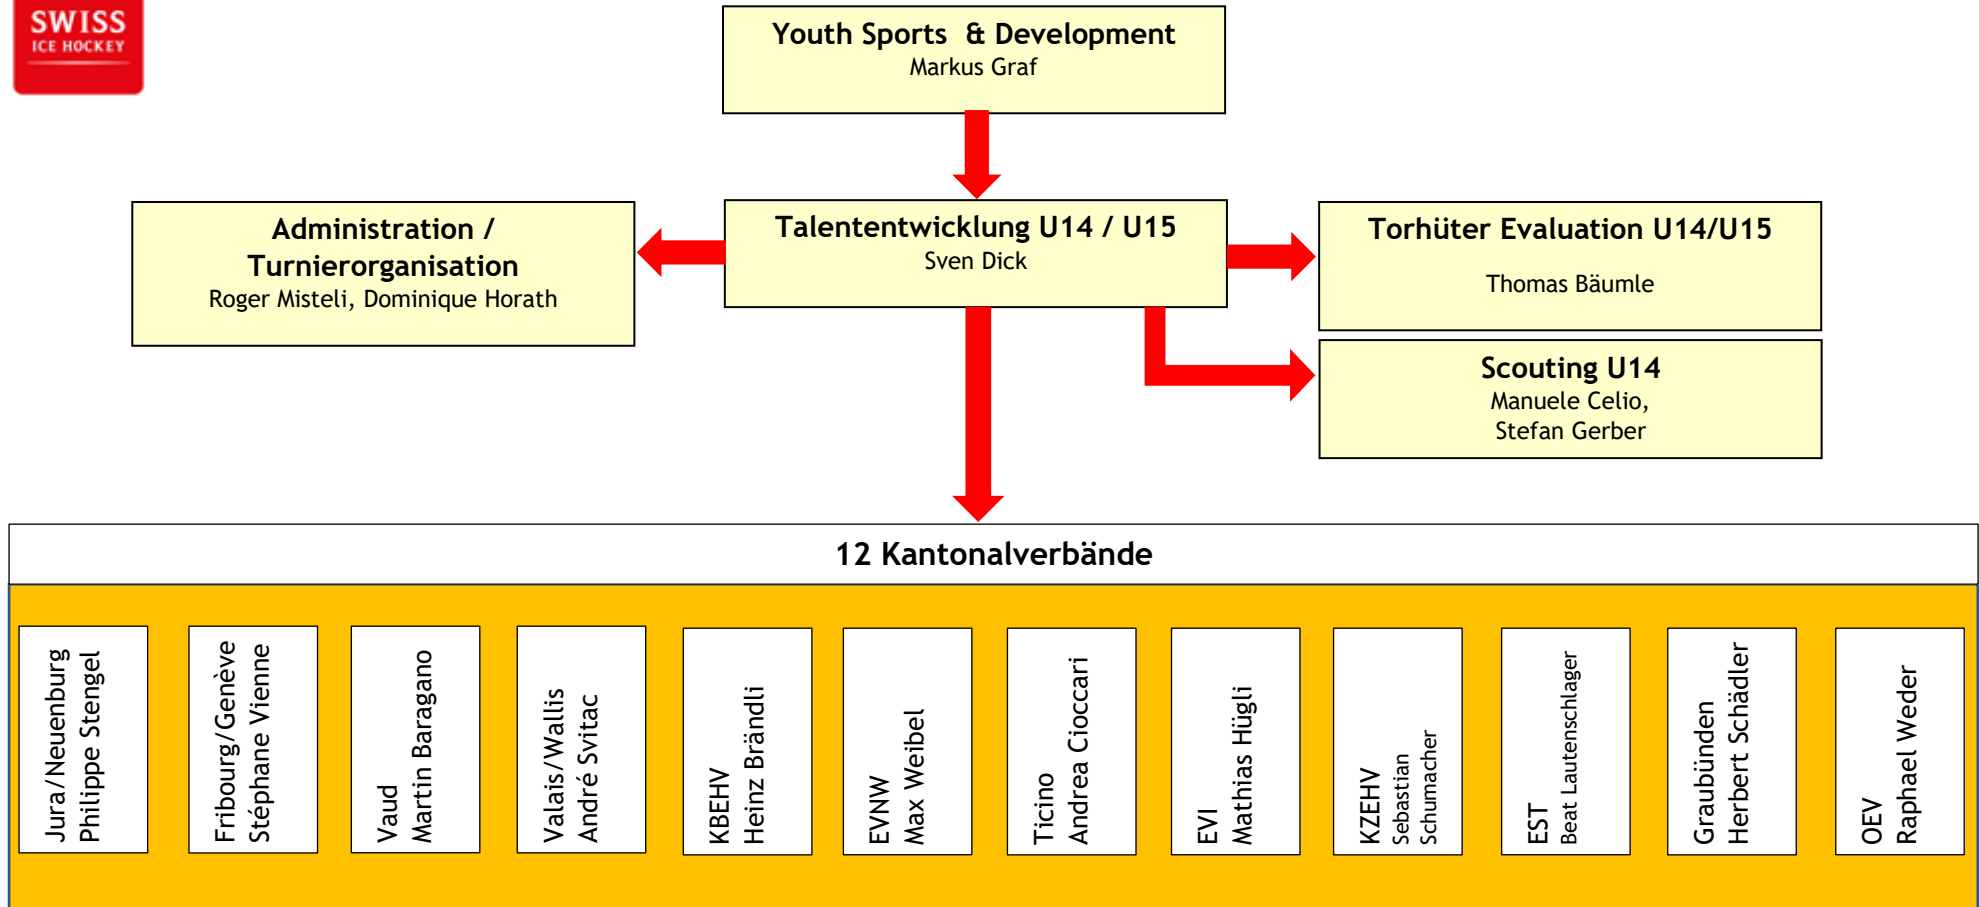 SWISS
ICE HOCKEY
Youth Sports & Development
Markus Graf
Administration /
Turnierorganisation
Roger Misteli, Dominique Horath
Talententwicklung U14 / U15
Sven Dick
Torhüter Evaluation U14/U15
Thomas Bäumle
Scouting U14
Manuele Celio,
Stefan Gerber
12 Kantonalverbände
Jura/Neuenburg
Philippe Stengel
Fribourg/Genève
Stéphane Vienne
Vaud
Martin Baragano
Valais/Wallis
André Svitac
KBEHV
Heinz Brändli
EVNW
Max Weibel
Ticino
Andrea Cioccari
EVI
Mathias Hügli
KZEHV
Sebastian
Schumacher
EST
Beat Lautenschlager
Graubünden
Herbert Schädler
OEV
Raphael Weder